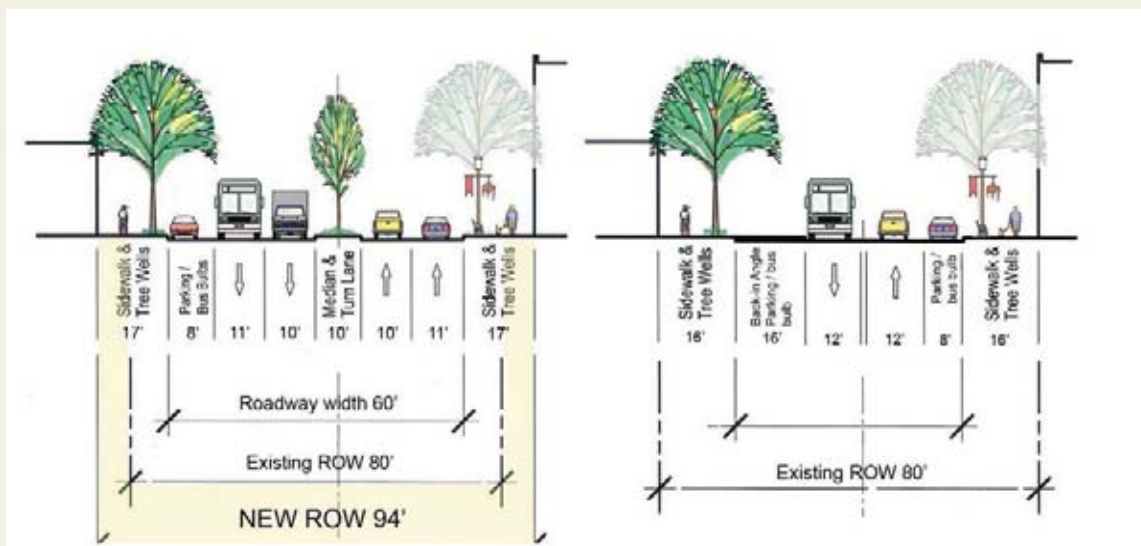 Sidewalk &
Tree Wells
17'
Parking /
Bus Bulbs
8'
11'
10'
Median &
Turn Lane
10'
10'
11'
Sidewalk &
Tree Wells
17'
Roadway width 60'
Existing ROW 80'
NEW ROW 94'
Sidewalk &
Tree Wells
16'
Back-in Angle
Parking / bus
bulb
16'
12'
12'
Parking /
bus bulb
8'
Sidewalk &
Tree Wells
16'
Existing ROW 80'